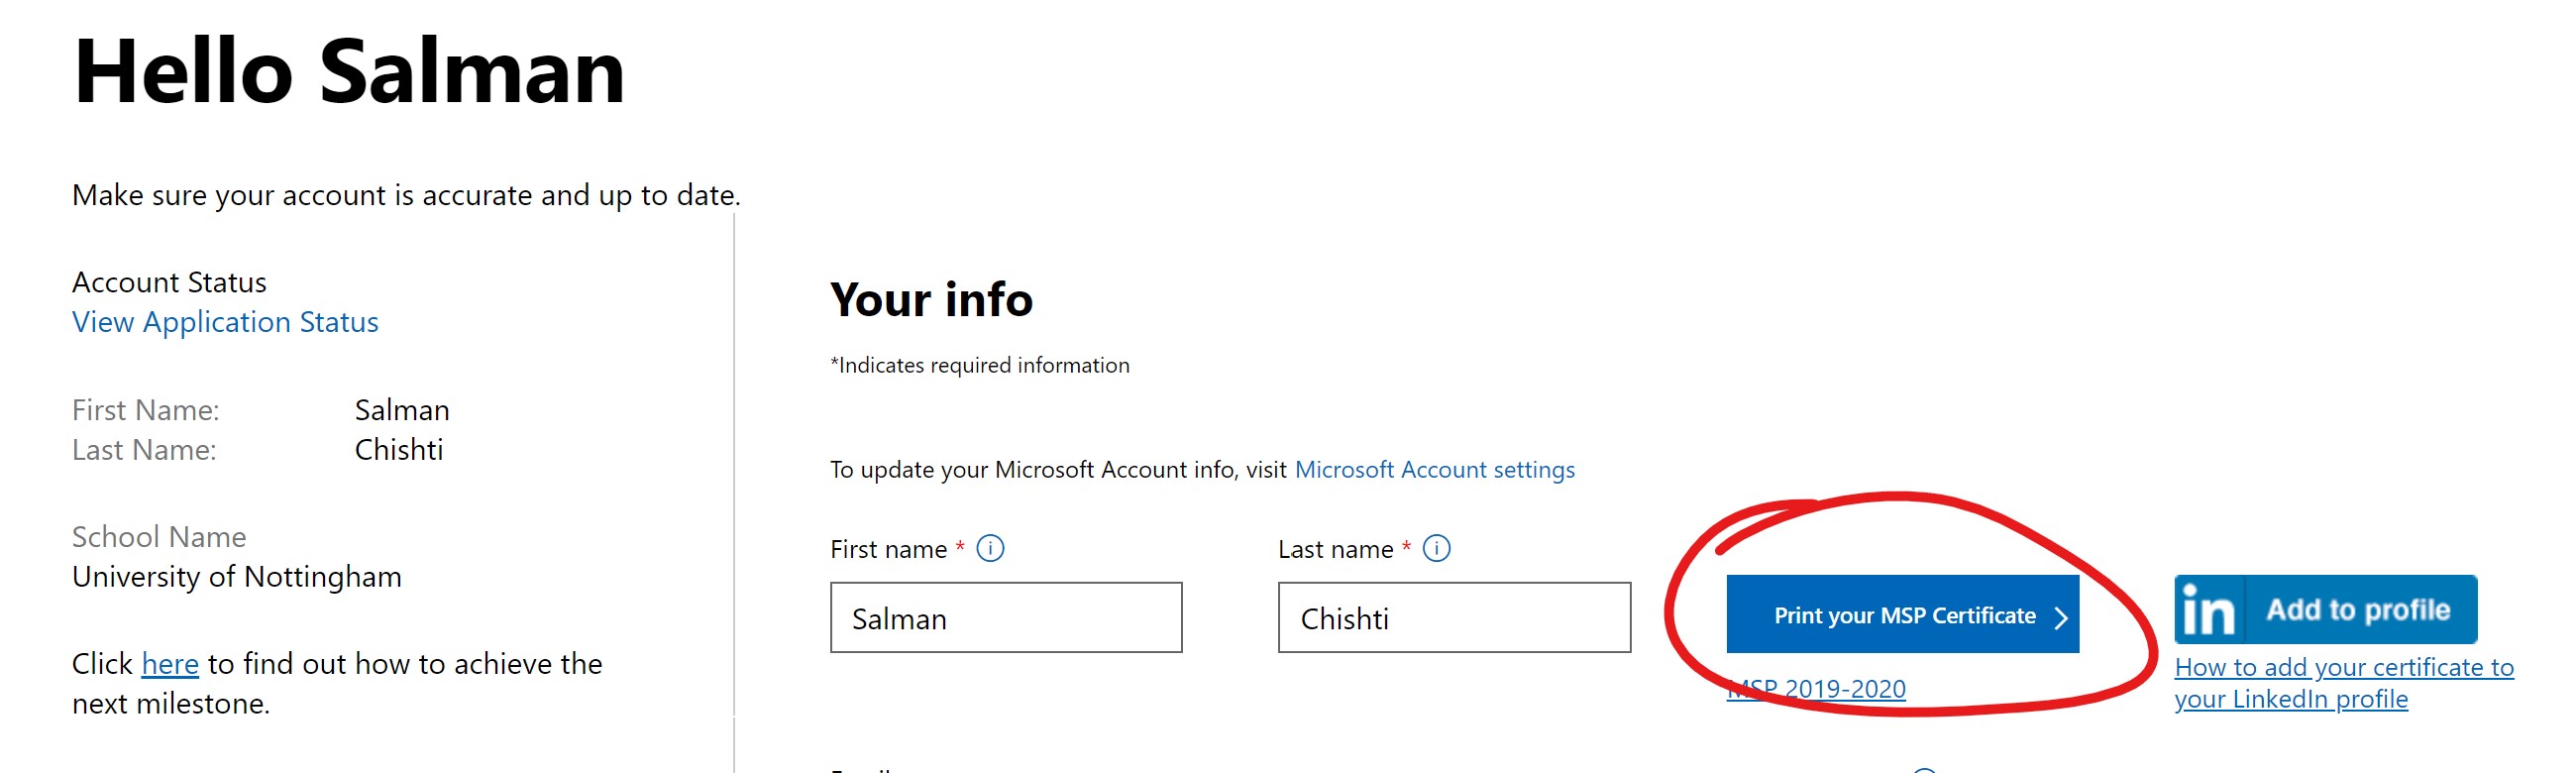 Hello Salman
Make sure your account is accurate and up to date.
Account Status
View Application Status
First Name: Salman
Last Name: Chishti
School Name
University of Nottingham
Click here to find out how to achieve the
next milestone.
Your info
*Indicates required information
To update your Microsoft Account info, visit Microsoft Account settings
First name * i
Salman
Last name * i
Chishti
Print your MSP Certificate >
MSP 2019-2020
in Add to profile
How to add your certificate to
your LinkedIn profile